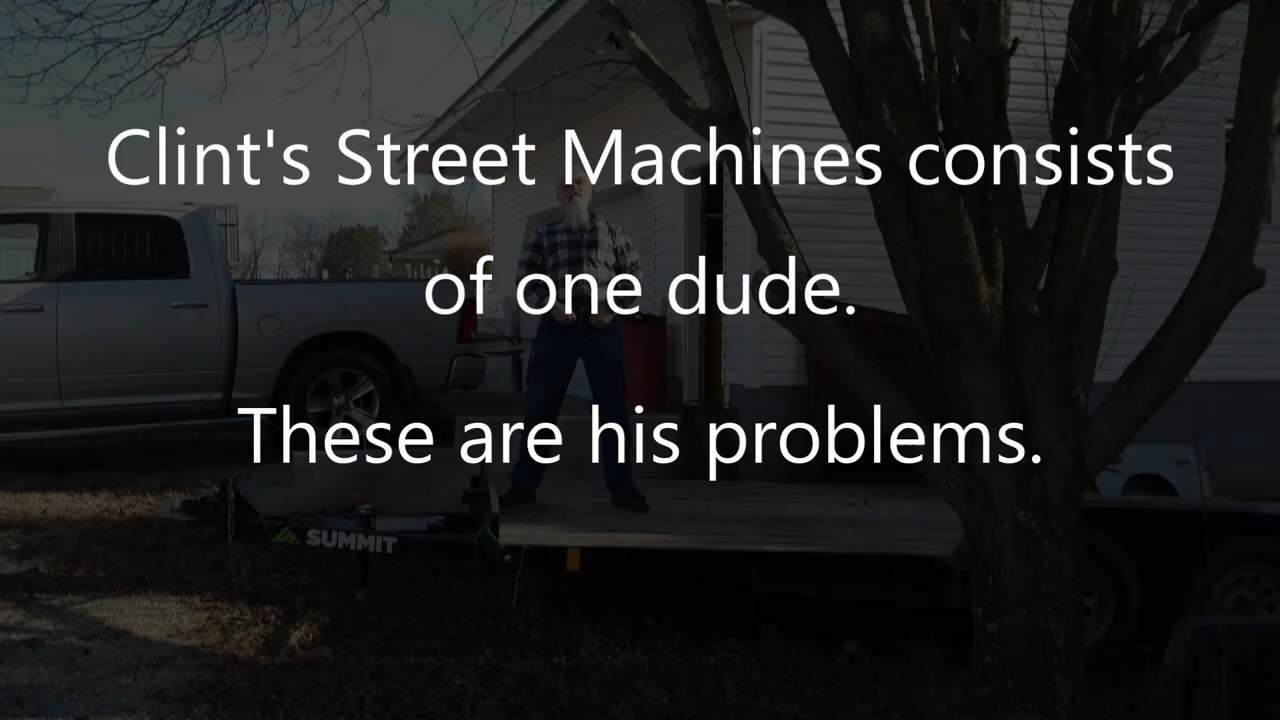 Clint's Street Machines consists
of one dude.
These are his problems.
SUMMIT